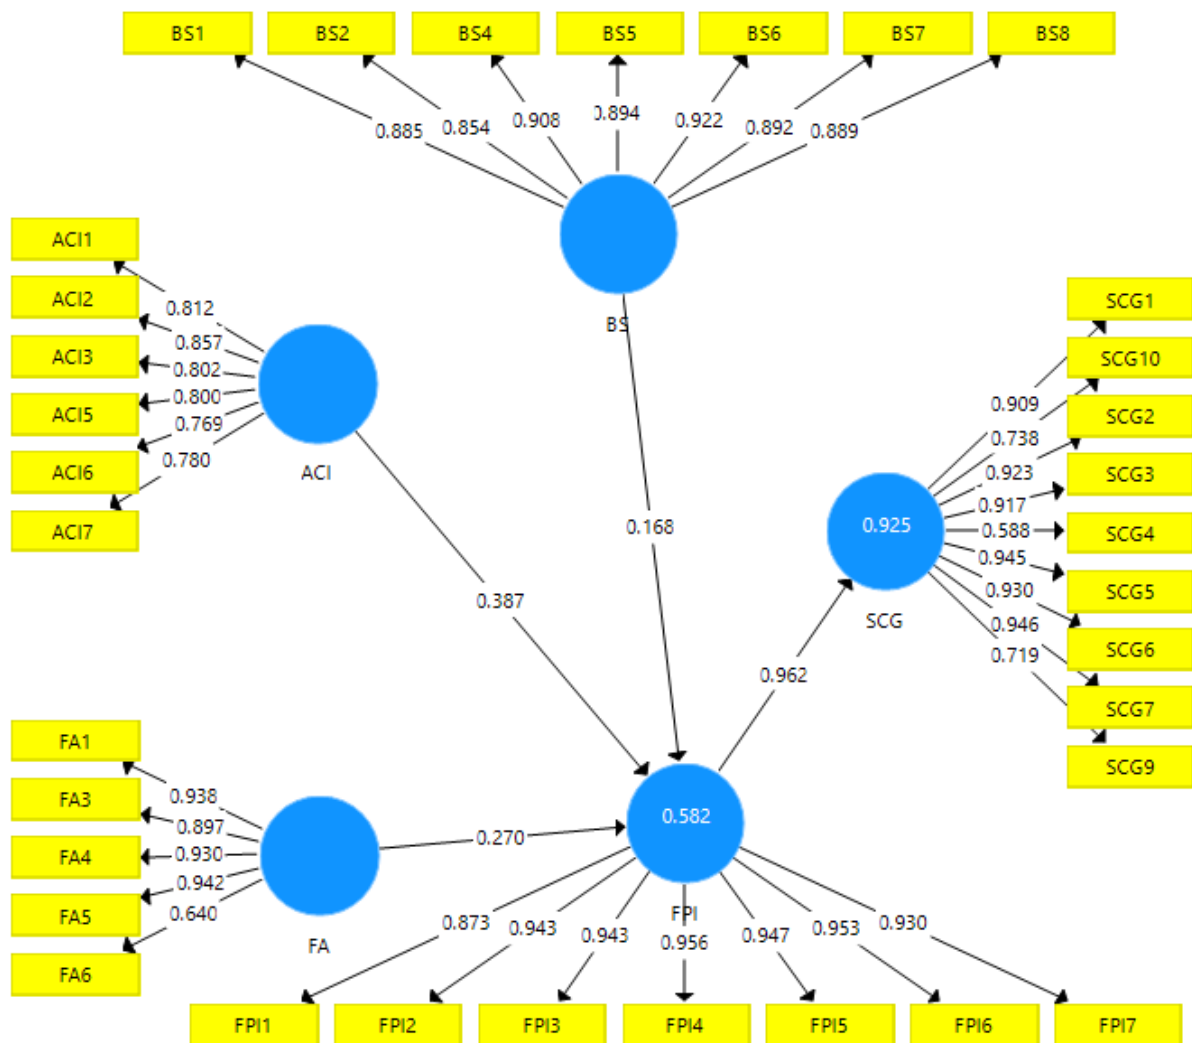 BS1 BS2 BS4 BS5 BS6 BS7 BS8
0.885 0.854 0.908 0.894 0.922 0.892 0.889
BS
ACI1
ACI2
ACI3
ACI5
ACI6
ACI7
0.812
0.857
0.802
0.800
0.769
0.780
ACI
SCG1
SCG10
SCG2
SCG3
SCG4
SCG5
SCG6
SCG7
SCG9
0.909
0.738
0.923
0.917
0.588
0.945
0.930
0.946
0.719
0.925
SCG
0.168
0.387
0.962
FA1
FA3
FA4
FA5
FA6
0.938
0.897
0.930
0.942
0.640
FA
0.270
0.582
FPI
0.873 0.943 0.943 0.956 0.947 0.953 0.930
FPI1 FPI2 FPI3 FPI4 FPI5 FPI6 FPI7